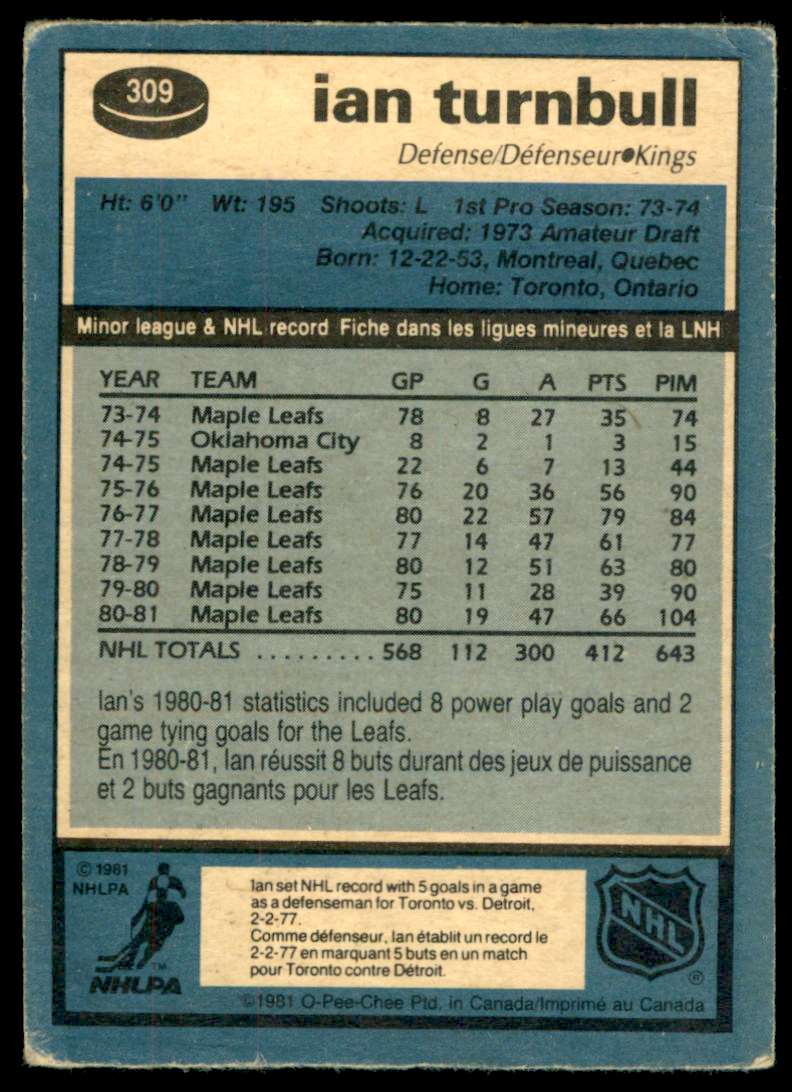 309
ian turnbull
Defense/Défenseur•Kings
Ht: 6'0" Wt: 195 Shoots: L 1st Pro Season: 73-74
Acquired: 1973 Amateur Draft
Born: 12-22-53, Montreal, Quebec
Home: Toronto, Ontario
Minor league & NHL record Fiche dans les ligues mineures et la LNH
YEAR TEAM GP G A PTS PIM
73-74 Maple Leafs 78 8 27 35 74
74-75 Oklahoma City 8 2 1 3 15
74-75 Maple Leafs 22 6 7 13 44
75-76 Maple Leafs 76 20 36 56 90
76-77 Maple Leafs 80 22 57 79 84
77-78 Maple Leafs 77 14 47 61 77
78-79 Maple Leafs 80 12 51 63 80
79-80 Maple Leafs 75 11 28 39 90
80-81 Maple Leafs 80 19 47 66 104
NHL TOTALS ......... 568 112 300 412 643
Ian's 1980-81 statistics included 8 power play goals and 2
game tying goals for the Leafs.
En 1980-81, Ian réussit 8 buts durant des jeux de puissance
et 2 buts gagnants pour les Leafs.
© 1981
NHLPA
Ian set NHL record with 5 goals in a game
as a defenseman for Toronto vs. Detroit,
2-2-77.
Comme défenseur, Ian établit un record le
2-2-77 en marquant 5 buts en un match
pour Toronto contre Détroit.
TM
NHLPA
NHL
®
©1981 O-Pee-Chee Ptd. in Canada/Imprimé au Canada